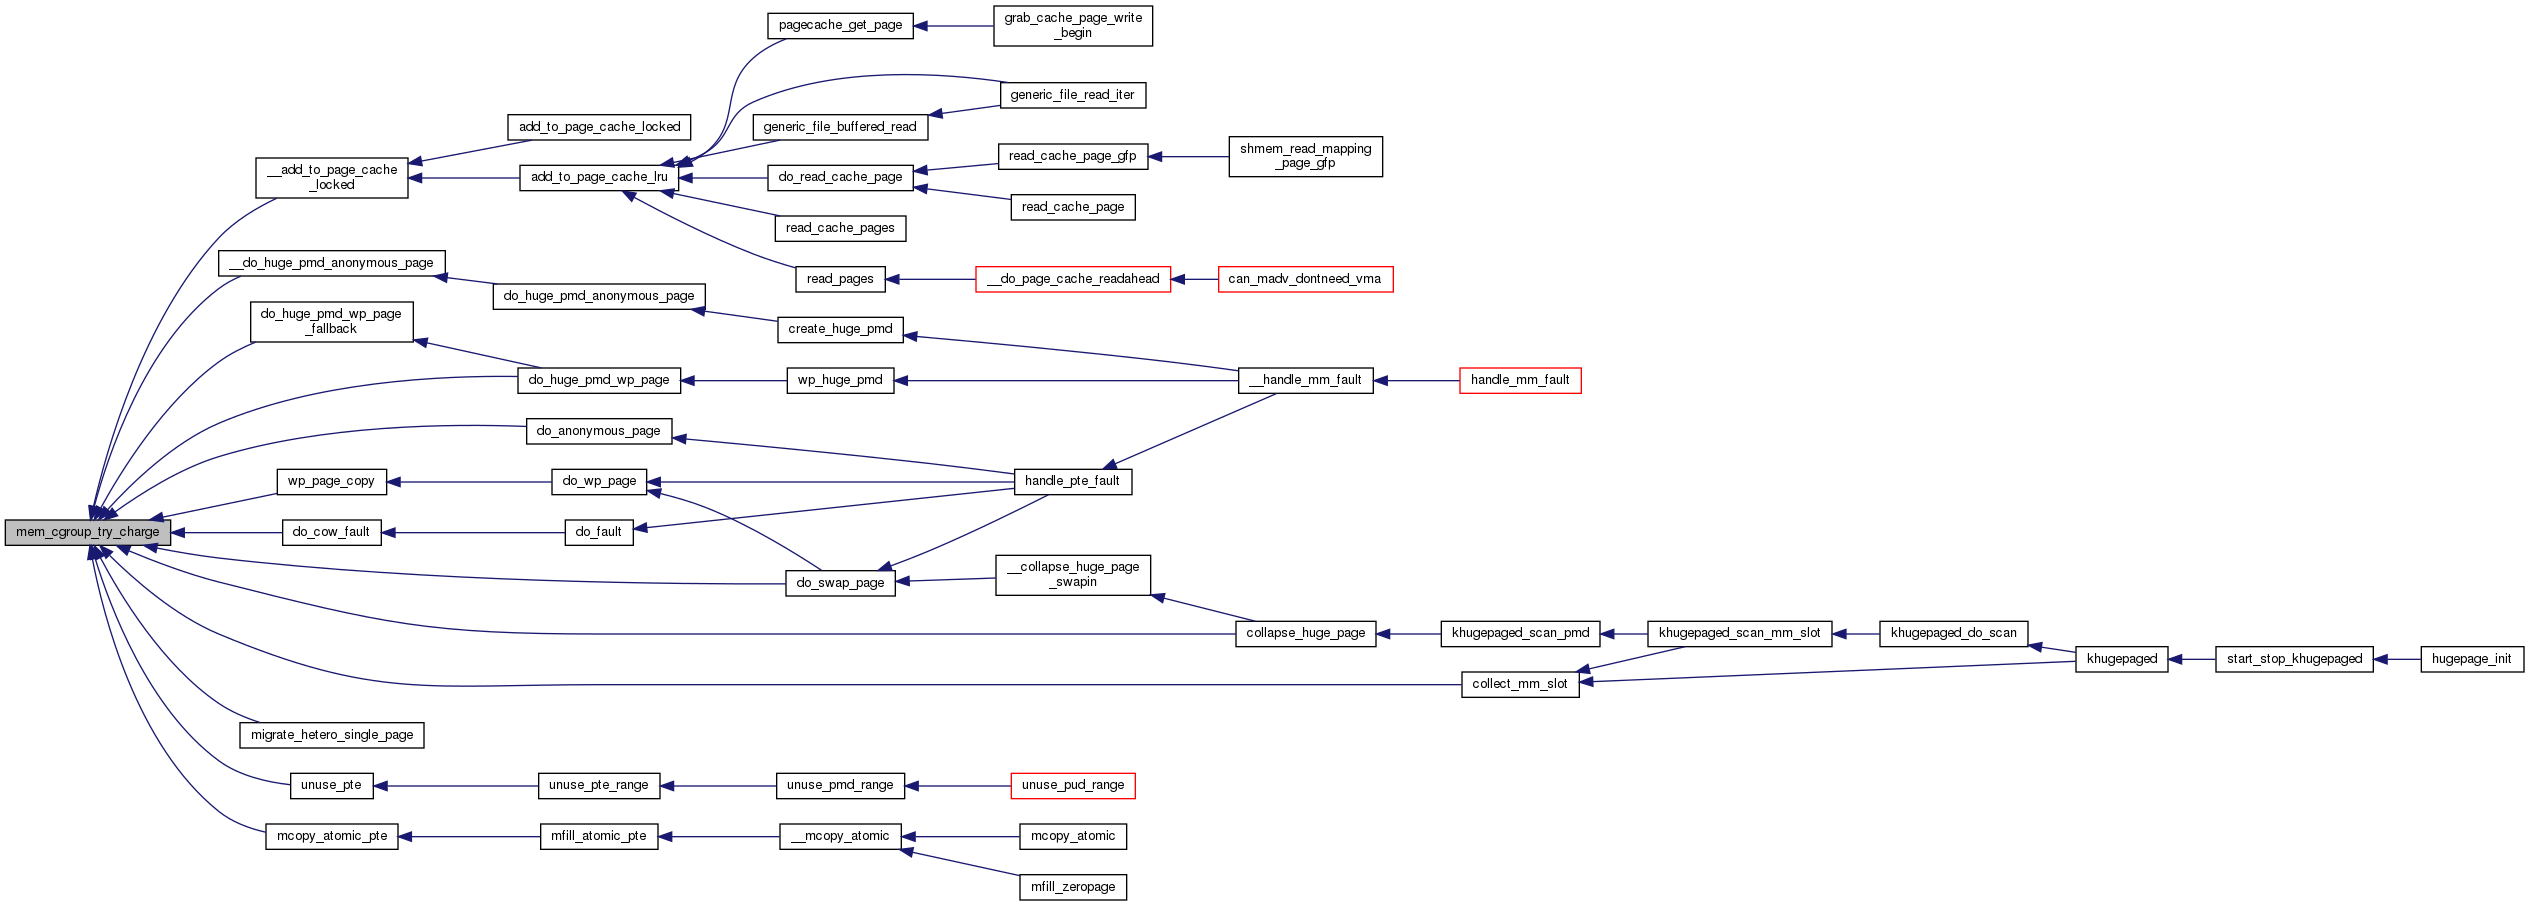 pagecache_get_page
grab_cache_page_write
_begin
generic_file_read_iter
add_to_page_cache_locked
generic_file_buffered_read
__add_to_page_cache
_locked
add_to_page_cache_lru
do_read_cache_page
read_cache_page_gfp
shmem_read_mapping
_page_gfp
read_cache_page
read_cache_pages
__do_huge_pmd_anonymous_page
read_pages
__do_page_cache_readahead
can_madv_dontneed_vma
do_huge_pmd_anonymous_page
do_huge_pmd_wp_page
_fallback
create_huge_pmd
do_huge_pmd_wp_page
wp_huge_pmd
__handle_mm_fault
handle_mm_fault
do_anonymous_page
wp_page_copy
do_wp_page
handle_pte_fault
mem_cgroup_try_charge
do_cow_fault
do_fault
do_swap_page
__collapse_huge_page
_swapin
collapse_huge_page
khugepaged_scan_pmd
khugepaged_scan_mm_slot
khugepaged_do_scan
khugepaged
start_stop_khugepaged
hugepage_init
collect_mm_slot
migrate_hetero_single_page
unuse_pte
unuse_pte_range
unuse_pmd_range
unuse_pud_range
mcopy_atomic_pte
mfill_atomic_pte
__mcopy_atomic
mcopy_atomic
mfill_zeropage